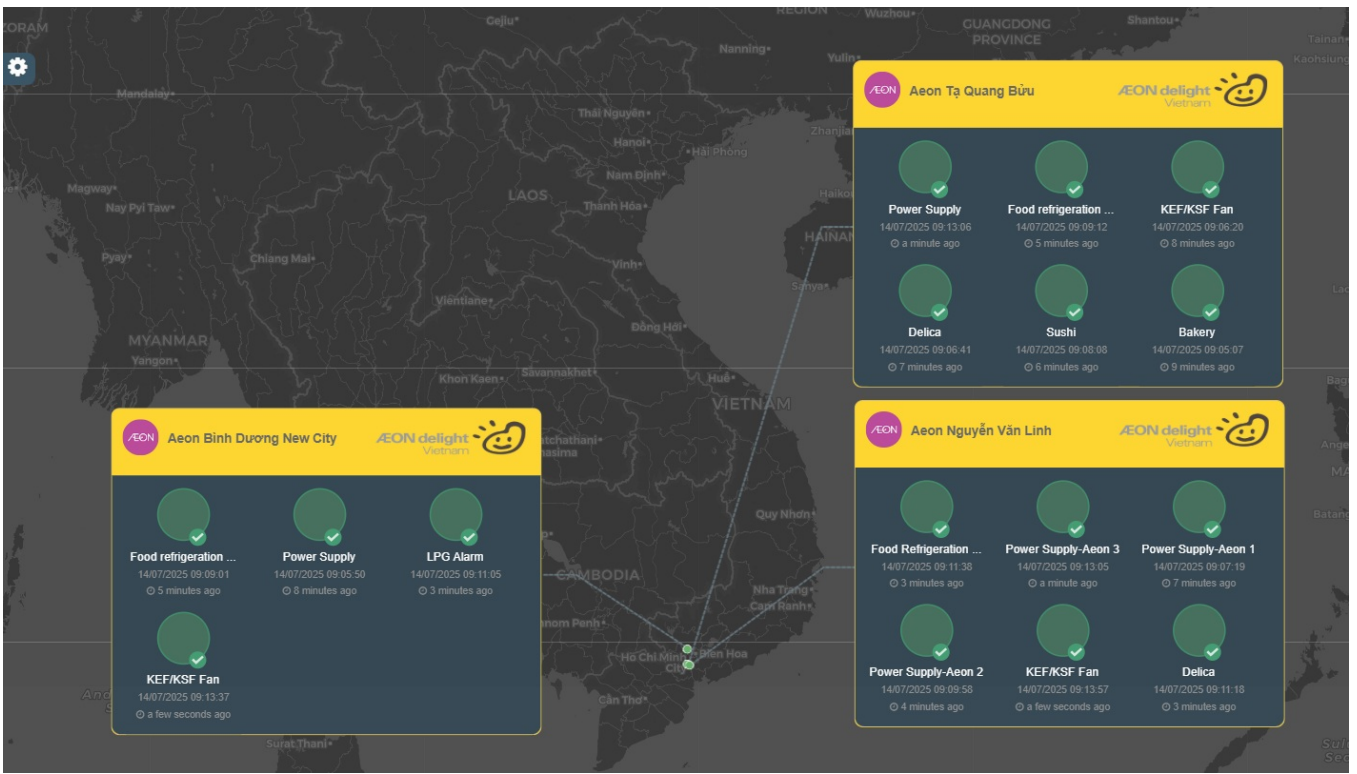 KORAM
Gejiu
REGION
Wuzhou
GUANGDONG
PROVINCE
Shantou
Tainan
Kaohsiung
Nanning
Yulin
Mandalay
Thái Nguyên
Hanoi
Hải Phòng
Zhanjia
Nam Định
Haiko
Magway
Nay Pyi Taw
LAOS
Thanh Hóa
HAINAN
Pyay
Chiang Mai
Vinh
Sanya
Vientiane
Đồng Hới
MYANMAR
Yangon
Khon Kaen
Savannakhet
Huế
VIETNAM
ÆON
Aeon Tạ Quang Bửu
ÆON delight
Vietnam
Power Supply
14/07/2025 09:13:06
a minute ago
Food refrigeration ...
14/07/2025 09:09:12
5 minutes ago
KEF/KSF Fan
14/07/2025 09:06:20
8 minutes ago
Delica
14/07/2025 09:06:41
7 minutes ago
Sushi
14/07/2025 09:08:08
6 minutes ago
Bakery
14/07/2025 09:05:07
9 minutes ago
ÆON
Aeon Bình Dương New City
ÆON delight
Vietnam
Food refrigeration ...
14/07/2025 09:09:01
5 minutes ago
Power Supply
14/07/2025 09:05:50
8 minutes ago
LPG Alarm
14/07/2025 09:11:05
3 minutes ago
KEF/KSF Fan
14/07/2025 09:13:37
a few seconds ago
ÆON
Aeon Nguyễn Văn Linh
ÆON delight
Vietnam
Food Refrigeration ...
14/07/2025 09:11:38
3 minutes ago
Power Supply-Aeon 3
14/07/2025 09:13:05
a minute ago
Power Supply-Aeon 1
14/07/2025 09:07:19
7 minutes ago
Power Supply-Aeon 2
14/07/2025 09:09:58
4 minutes ago
KEF/KSF Fan
14/07/2025 09:13:57
a few seconds ago
Delica
14/07/2025 09:11:18
3 minutes ago
tchathani
hasima
Quy Nhơn
Batang
CAMBODIA
Nha Trang
Cam Ranh
nom Penh
Ho Chi Minh
City
Bien Hoa
Cần Thơ
Surat Thani